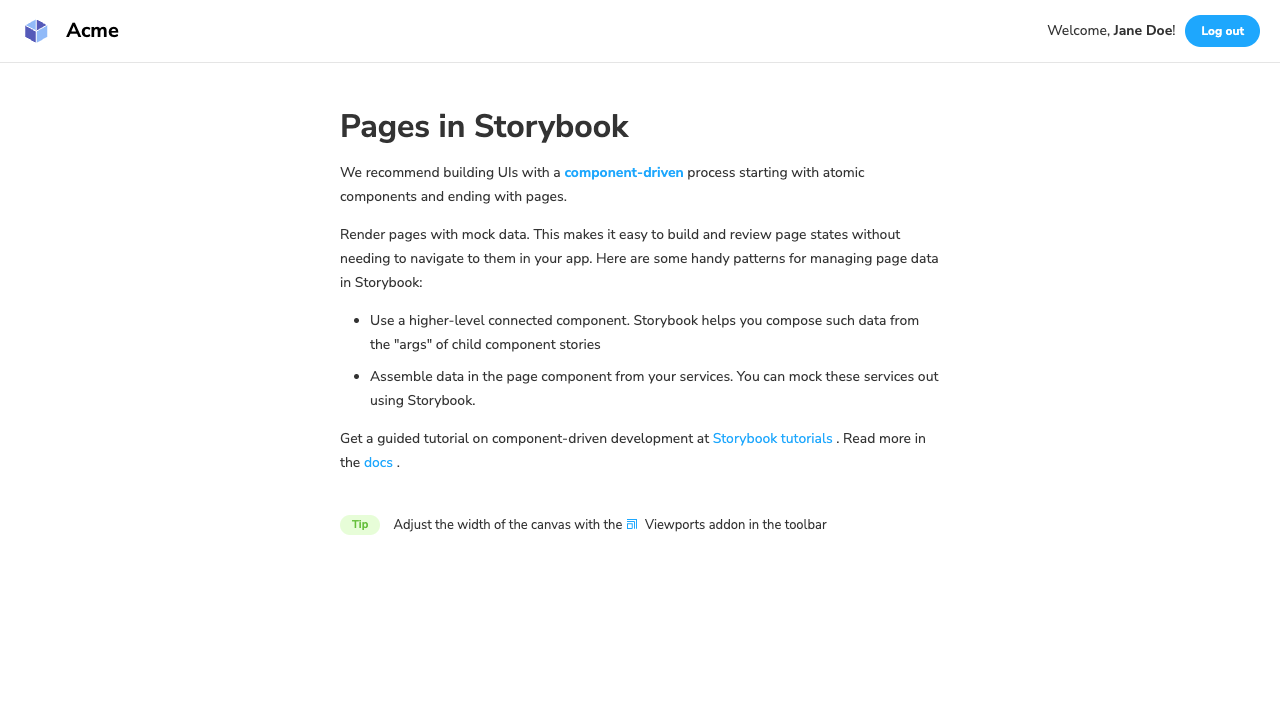 Acme
Welcome, Jane Doe!
Log out
Pages in Storybook
We recommend building UIs with a component-driven process starting with atomic
components and ending with pages.
Render pages with mock data. This makes it easy to build and review page states without
needing to navigate to them in your app. Here are some handy patterns for managing page data
in Storybook:
• Use a higher-level connected component. Storybook helps you compose such data from
the "args" of child component stories
• Assemble data in the page component from your services. You can mock these services out
using Storybook.
Get a guided tutorial on component-driven development at Storybook tutorials . Read more in
the docs .
Tip
Adjust the width of the canvas with the Viewports addon in the toolbar